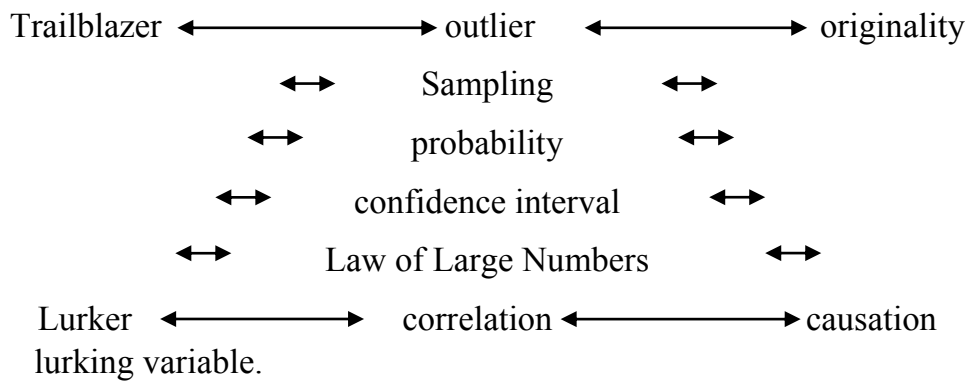 Trailblazer outlier originality
Sampling
probability
confidence interval
Law of Large Numbers
Lurker correlation causation
lurking variable.